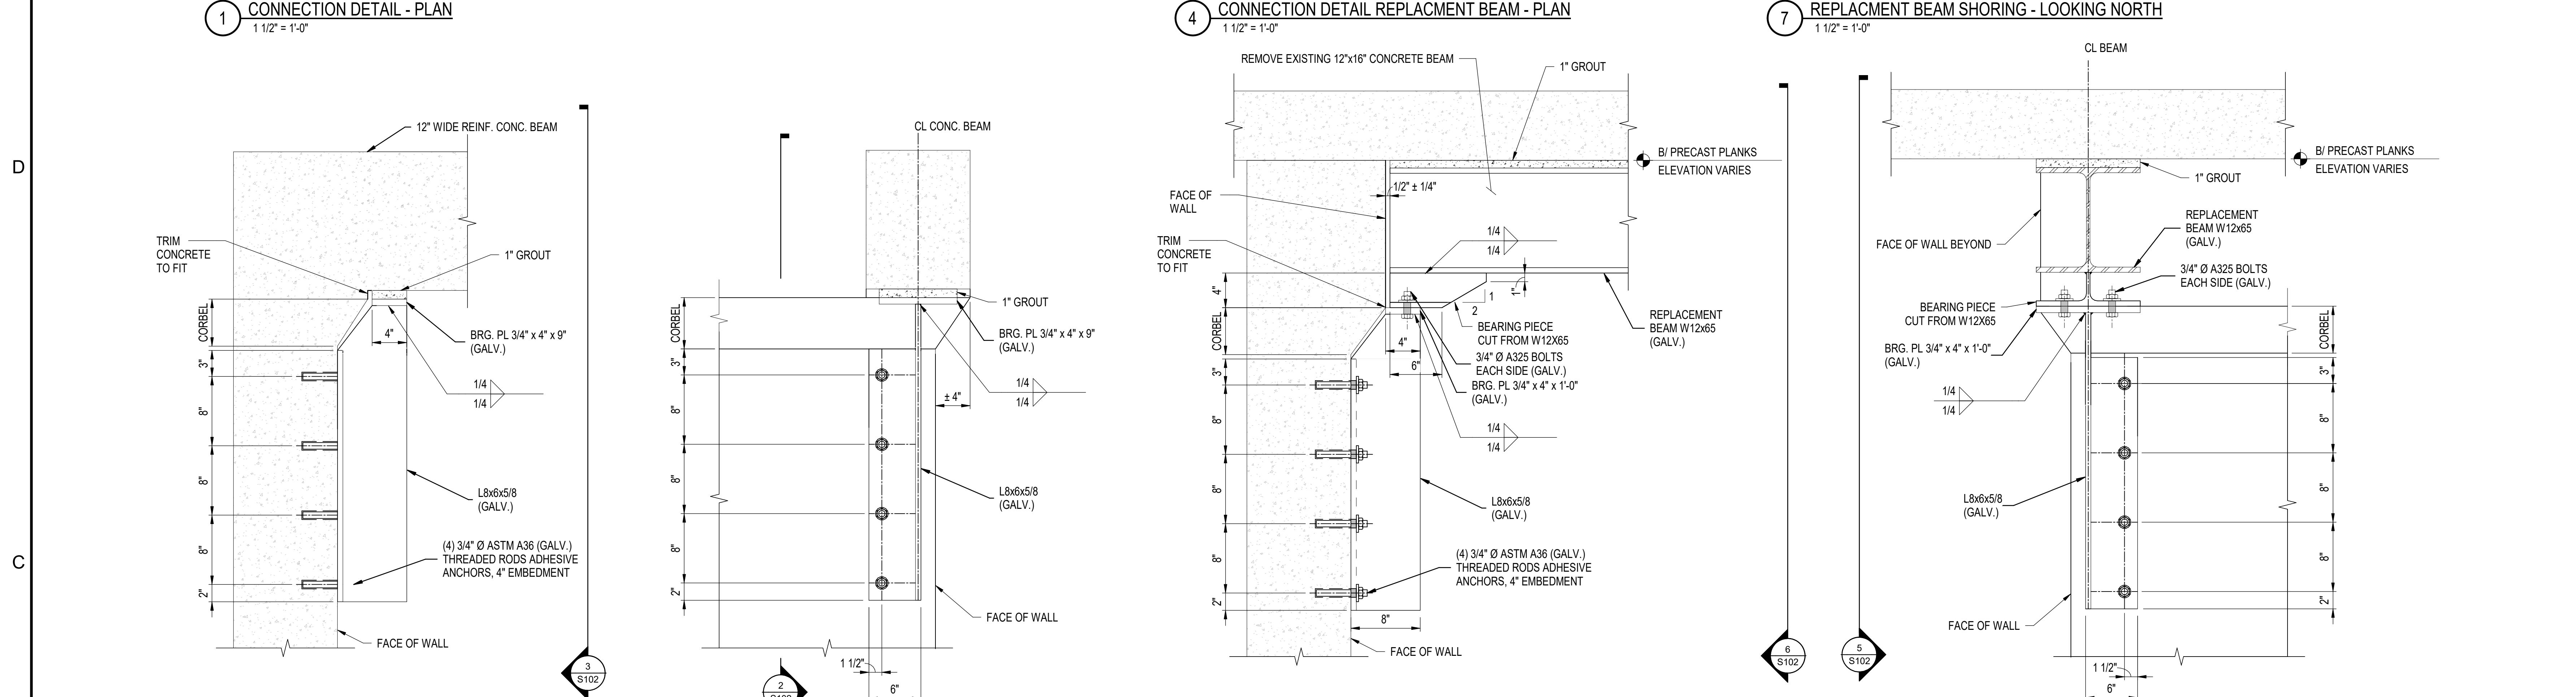 1
CONNECTION DETAIL - PLAN
1 1/2" = 1'-0"
4
CONNECTION DETAIL REPLACMENT BEAM - PLAN
1 1/2" = 1'-0"
7
REPLACMENT BEAM SHORING - LOOKING NORTH
1 1/2" = 1'-0"
D
C
12" WIDE REINF. CONC. BEAM
TRIM
CONCRETE
TO FIT
1" GROUT
CORBEL
4"
BRG. PL 3/4" x 4" x 9"
(GALV.)
3"
1/4
1/4
8"
8"
L8x6x5/8
(GALV.)
8"
(4) 3/4" Ø ASTM A36 (GALV.)
THREADED RODS ADHESIVE
ANCHORS, 4" EMBEDMENT
2"
FACE OF WALL
3
S102
CL CONC. BEAM
1" GROUT
CORBEL
BRG. PL 3/4" x 4" x 9"
(GALV.)
3"
1/4
1/4
± 4"
8"
8"
L8x6x5/8
(GALV.)
8"
2"
FACE OF WALL
1 1/2"
6"
2
REMOVE EXISTING 12"x16" CONCRETE BEAM
1" GROUT
B/ PRECAST PLANKS
ELEVATION VARIES
1/2" ± 1/4"
FACE OF
WALL
TRIM
CONCRETE
TO FIT
1/4
1/4
4"
1"
1
2
CORBEL
BEARING PIECE
CUT FROM W12X65
REPLACEMENT
BEAM W12x65
(GALV.)
4"
3/4" Ø A325 BOLTS
EACH SIDE (GALV.)
6"
BRG. PL 3/4" x 4" x 1'-0"
(GALV.)
3"
1/4
1/4
8"
8"
L8x6x5/8
(GALV.)
8"
(4) 3/4" Ø ASTM A36 (GALV.)
THREADED RODS ADHESIVE
ANCHORS, 4" EMBEDMENT
2"
8"
FACE OF WALL
6
S102
5
S102
CL BEAM
B/ PRECAST PLANKS
ELEVATION VARIES
1" GROUT
REPLACEMENT
BEAM W12x65
(GALV.)
FACE OF WALL BEYOND
3/4" Ø A325 BOLTS
EACH SIDE (GALV.)
BEARING PIECE
CUT FROM W12X65
CORBEL
BRG. PL 3/4" x 4" x 1'-0"
(GALV.)
3"
1/4
1/4
8"
8"
L8x6x5/8
(GALV.)
8"
2"
FACE OF WALL
1 1/2"
6"